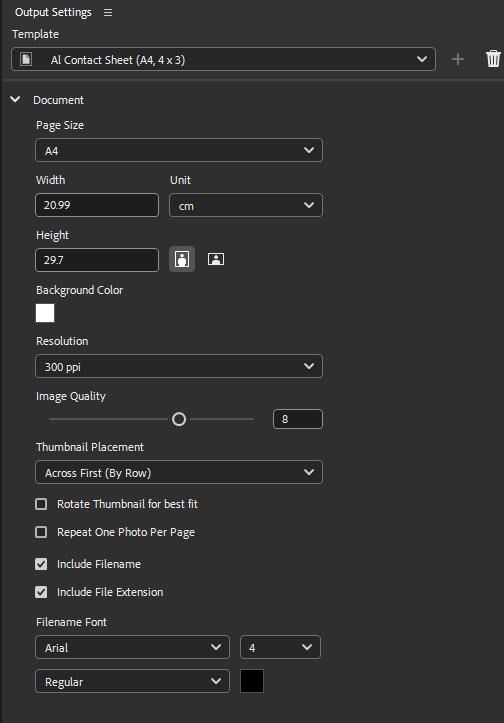 Output Settings
Template
Al Contact Sheet (A4, 4 x 3)
Document
Page Size
A4
Width
Unit
20.99
cm
Height
29.7
Background Color
Resolution
300 ppi
Image Quality
8
Thumbnail Placement
Across First (By Row)
Rotate Thumbnail for best fit
Repeat One Photo Per Page
Include Filename
Include File Extension
Filename Font
Arial
4
Regular